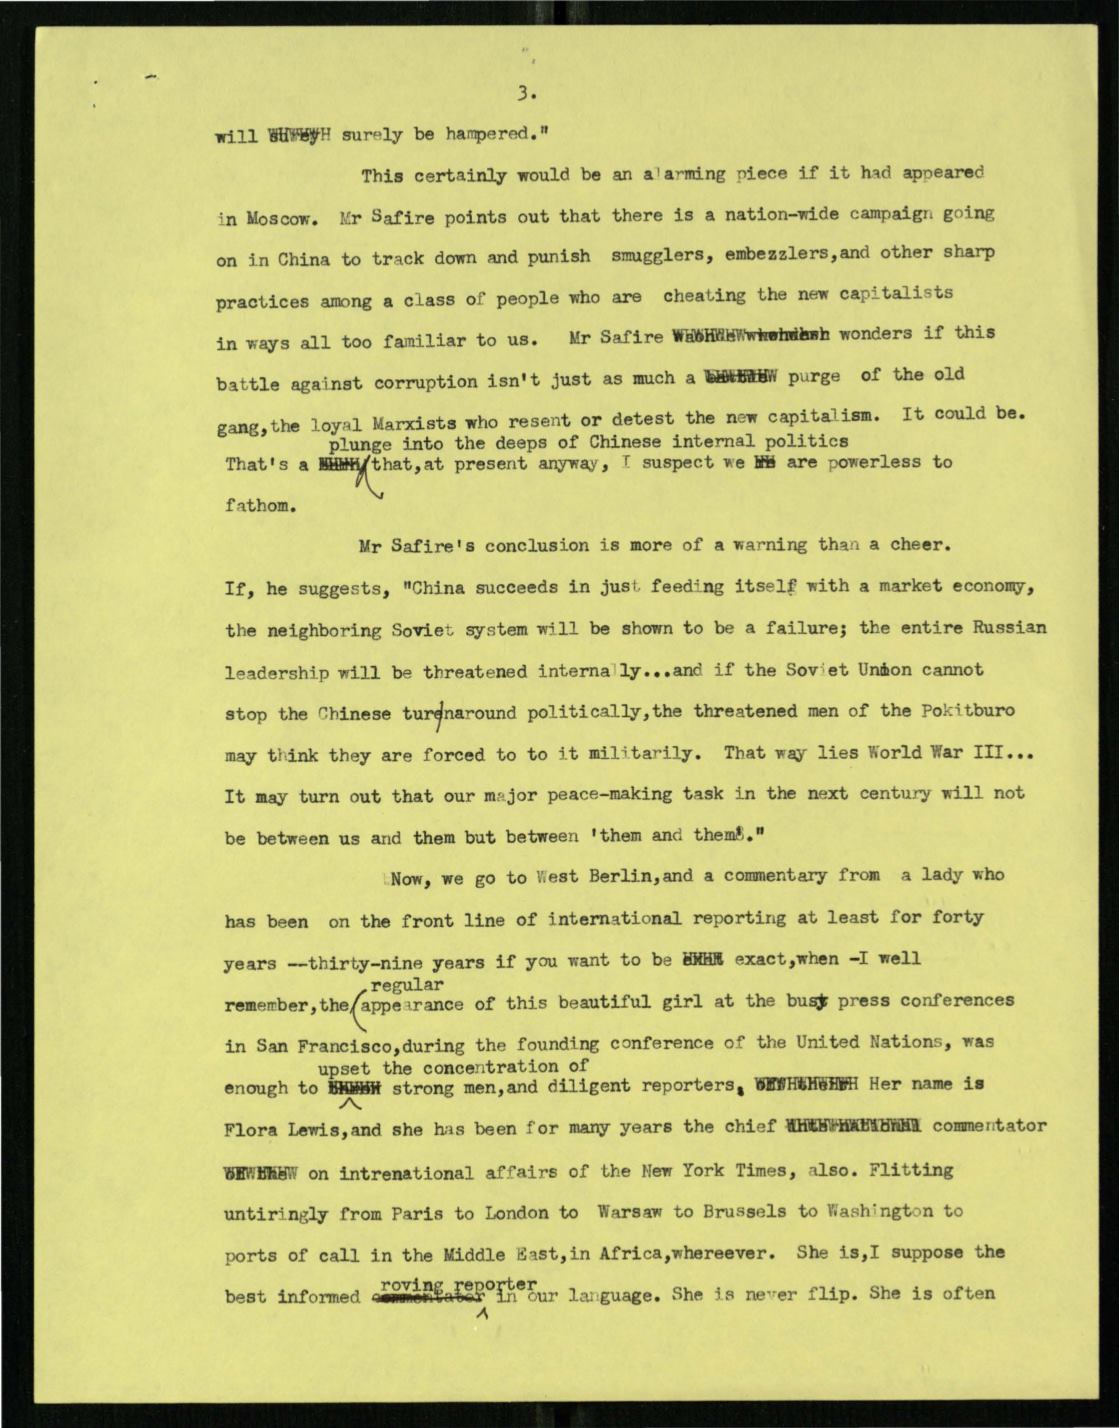 3.
will surely be hampered."
This certainly would be an alarming piece if it had appeared
in Moscow. Mr Safire points out that there is a nation-wide campaign going
on in China to track down and punish smugglers, embezzlers,and other sharp
practices among a class of people who are cheating the new capitalists
in ways all too familiar to us. Mr Safire wonders if this
battle against corruption isn't just as much a purge of the old
gang,the loyal Marxists who resent or detest the new capitalism. It could be.
plunge into the deeps of Chinese internal politics
That's a that,at present anyway, I suspect we are powerless to
fathom.
Mr Safire's conclusion is more of a warning than a cheer.
If, he suggests, "China succeeds in just feeding itself with a market economy,
the neighboring Soviet system will be shown to be a failure; the entire Russian
leadership will be threatened internally...and if the Soviet Union cannot
stop the Chinese turnaround politically,the threatened men of the Pokitburo
may think they are forced to to it militarily. That way lies World War III...
It may turn out that our major peace-making task in the next century will not
be between us and them but between 'them and them'."
Now, we go to West Berlin,and a commentary from a lady who
has been on the front line of international reporting at least for forty
years --thirty-nine years if you want to be exact,when -I well
regular
remember,the appearance of this beautiful girl at the busy press conferences
in San Francisco,during the founding conference of the United Nations, was
upset the concentration of
enough to strong men,and diligent reporters. Her name is
Flora Lewis,and she has been for many years the chief commentator
on intrenational affairs of the New York Times, also. Flitting
untiringly from Paris to London to Warsaw to Brussels to Washington to
ports of call in the Middle East,in Africa,whereever. She is,I suppose the
roving reporter
best informed commentator in our language. She is never flip. She is often